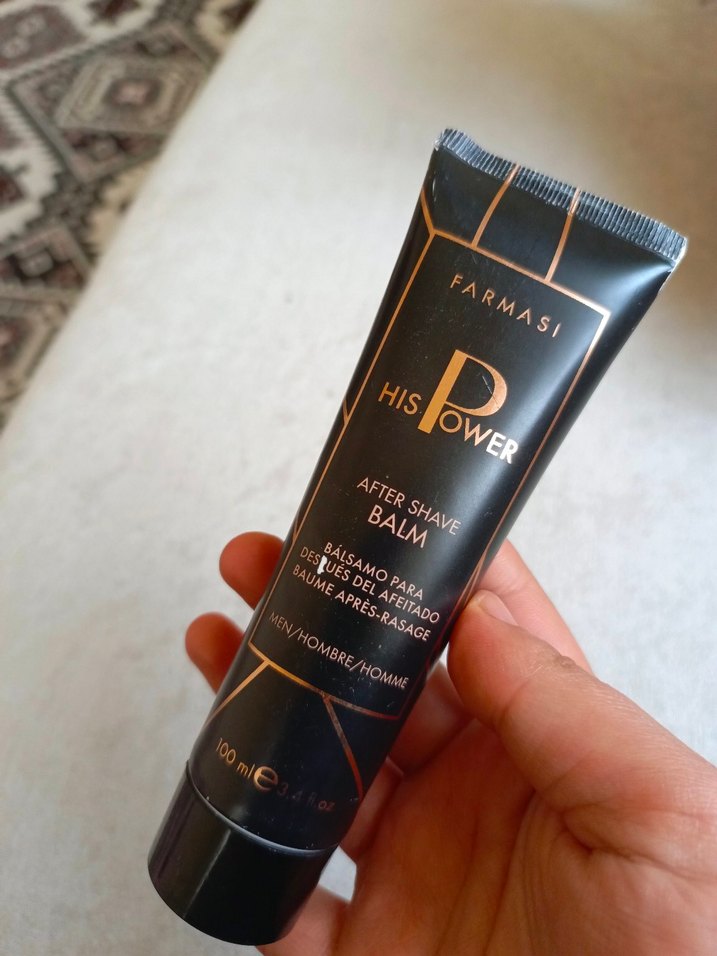 FARMASI
HIS POWER
AFTER SHAVE
BALM
BÁLSAMO PARA
DESPUÉS DEL AFEITADO
BAUME APRÈS-RASAGE
MEN/HOMBRE/HOMME
100 ml ℮ 3.4 fl.oz